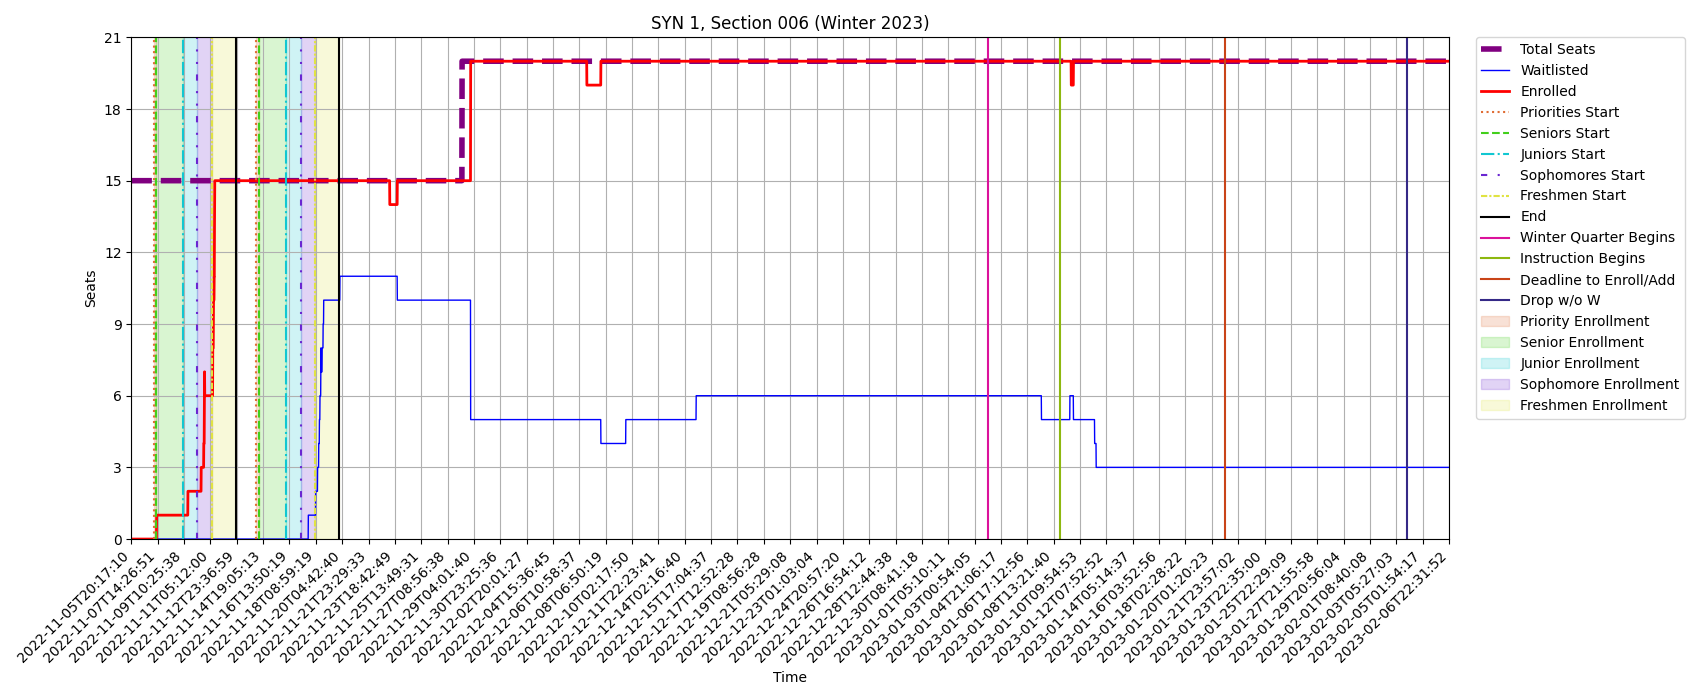 SYN 1, Section 006 (Winter 2023)
21
18
15
12
9
6
3
0
Seats
2022-11-05T20:17:10
2022-11-07T14:26:51
2022-11-09T10:25:38
2022-11-11T05:12:00
2022-11-12T23:36:59
2022-11-14T19:05:13
2022-11-16T13:50:19
2022-11-18T08:59:19
2022-11-20T04:42:40
2022-11-21T23:29:33
2022-11-23T18:42:49
2022-11-25T13:49:31
2022-11-27T08:56:38
2022-11-29T04:01:40
2022-11-30T23:25:36
2022-12-02T20:01:27
2022-12-04T15:36:45
2022-12-06T10:58:37
2022-12-08T06:50:19
2022-12-10T02:17:50
2022-12-11T22:23:41
2022-12-14T02:16:40
2022-12-15T17:04:37
2022-12-17T12:52:28
2022-12-19T08:56:28
2022-12-21T05:29:08
2022-12-23T01:03:04
2022-12-24T20:57:20
2022-12-26T16:54:12
2022-12-28T12:44:38
2022-12-30T08:41:18
2023-01-01T05:10:11
2023-01-03T00:54:05
2023-01-04T21:06:17
2023-01-06T17:12:56
2023-01-08T13:21:40
2023-01-10T09:54:53
2023-01-12T07:52:52
2023-01-14T05:14:37
2023-01-16T03:52:56
2023-01-18T02:28:22
2023-01-20T01:20:23
2023-01-21T23:57:02
2023-01-23T22:35:00
2023-01-25T22:29:09
2023-01-27T21:55:58
2023-01-29T20:56:04
2023-02-01T08:40:08
2023-02-03T05:27:03
2023-02-05T01:54:17
2023-02-06T22:31:52
Time
Total Seats
Waitlisted
Enrolled
Priorities Start
Seniors Start
Juniors Start
Sophomores Start
Freshmen Start
End
Winter Quarter Begins
Instruction Begins
Deadline to Enroll/Add
Drop w/o W
Priority Enrollment
Senior Enrollment
Junior Enrollment
Sophomore Enrollment
Freshmen Enrollment